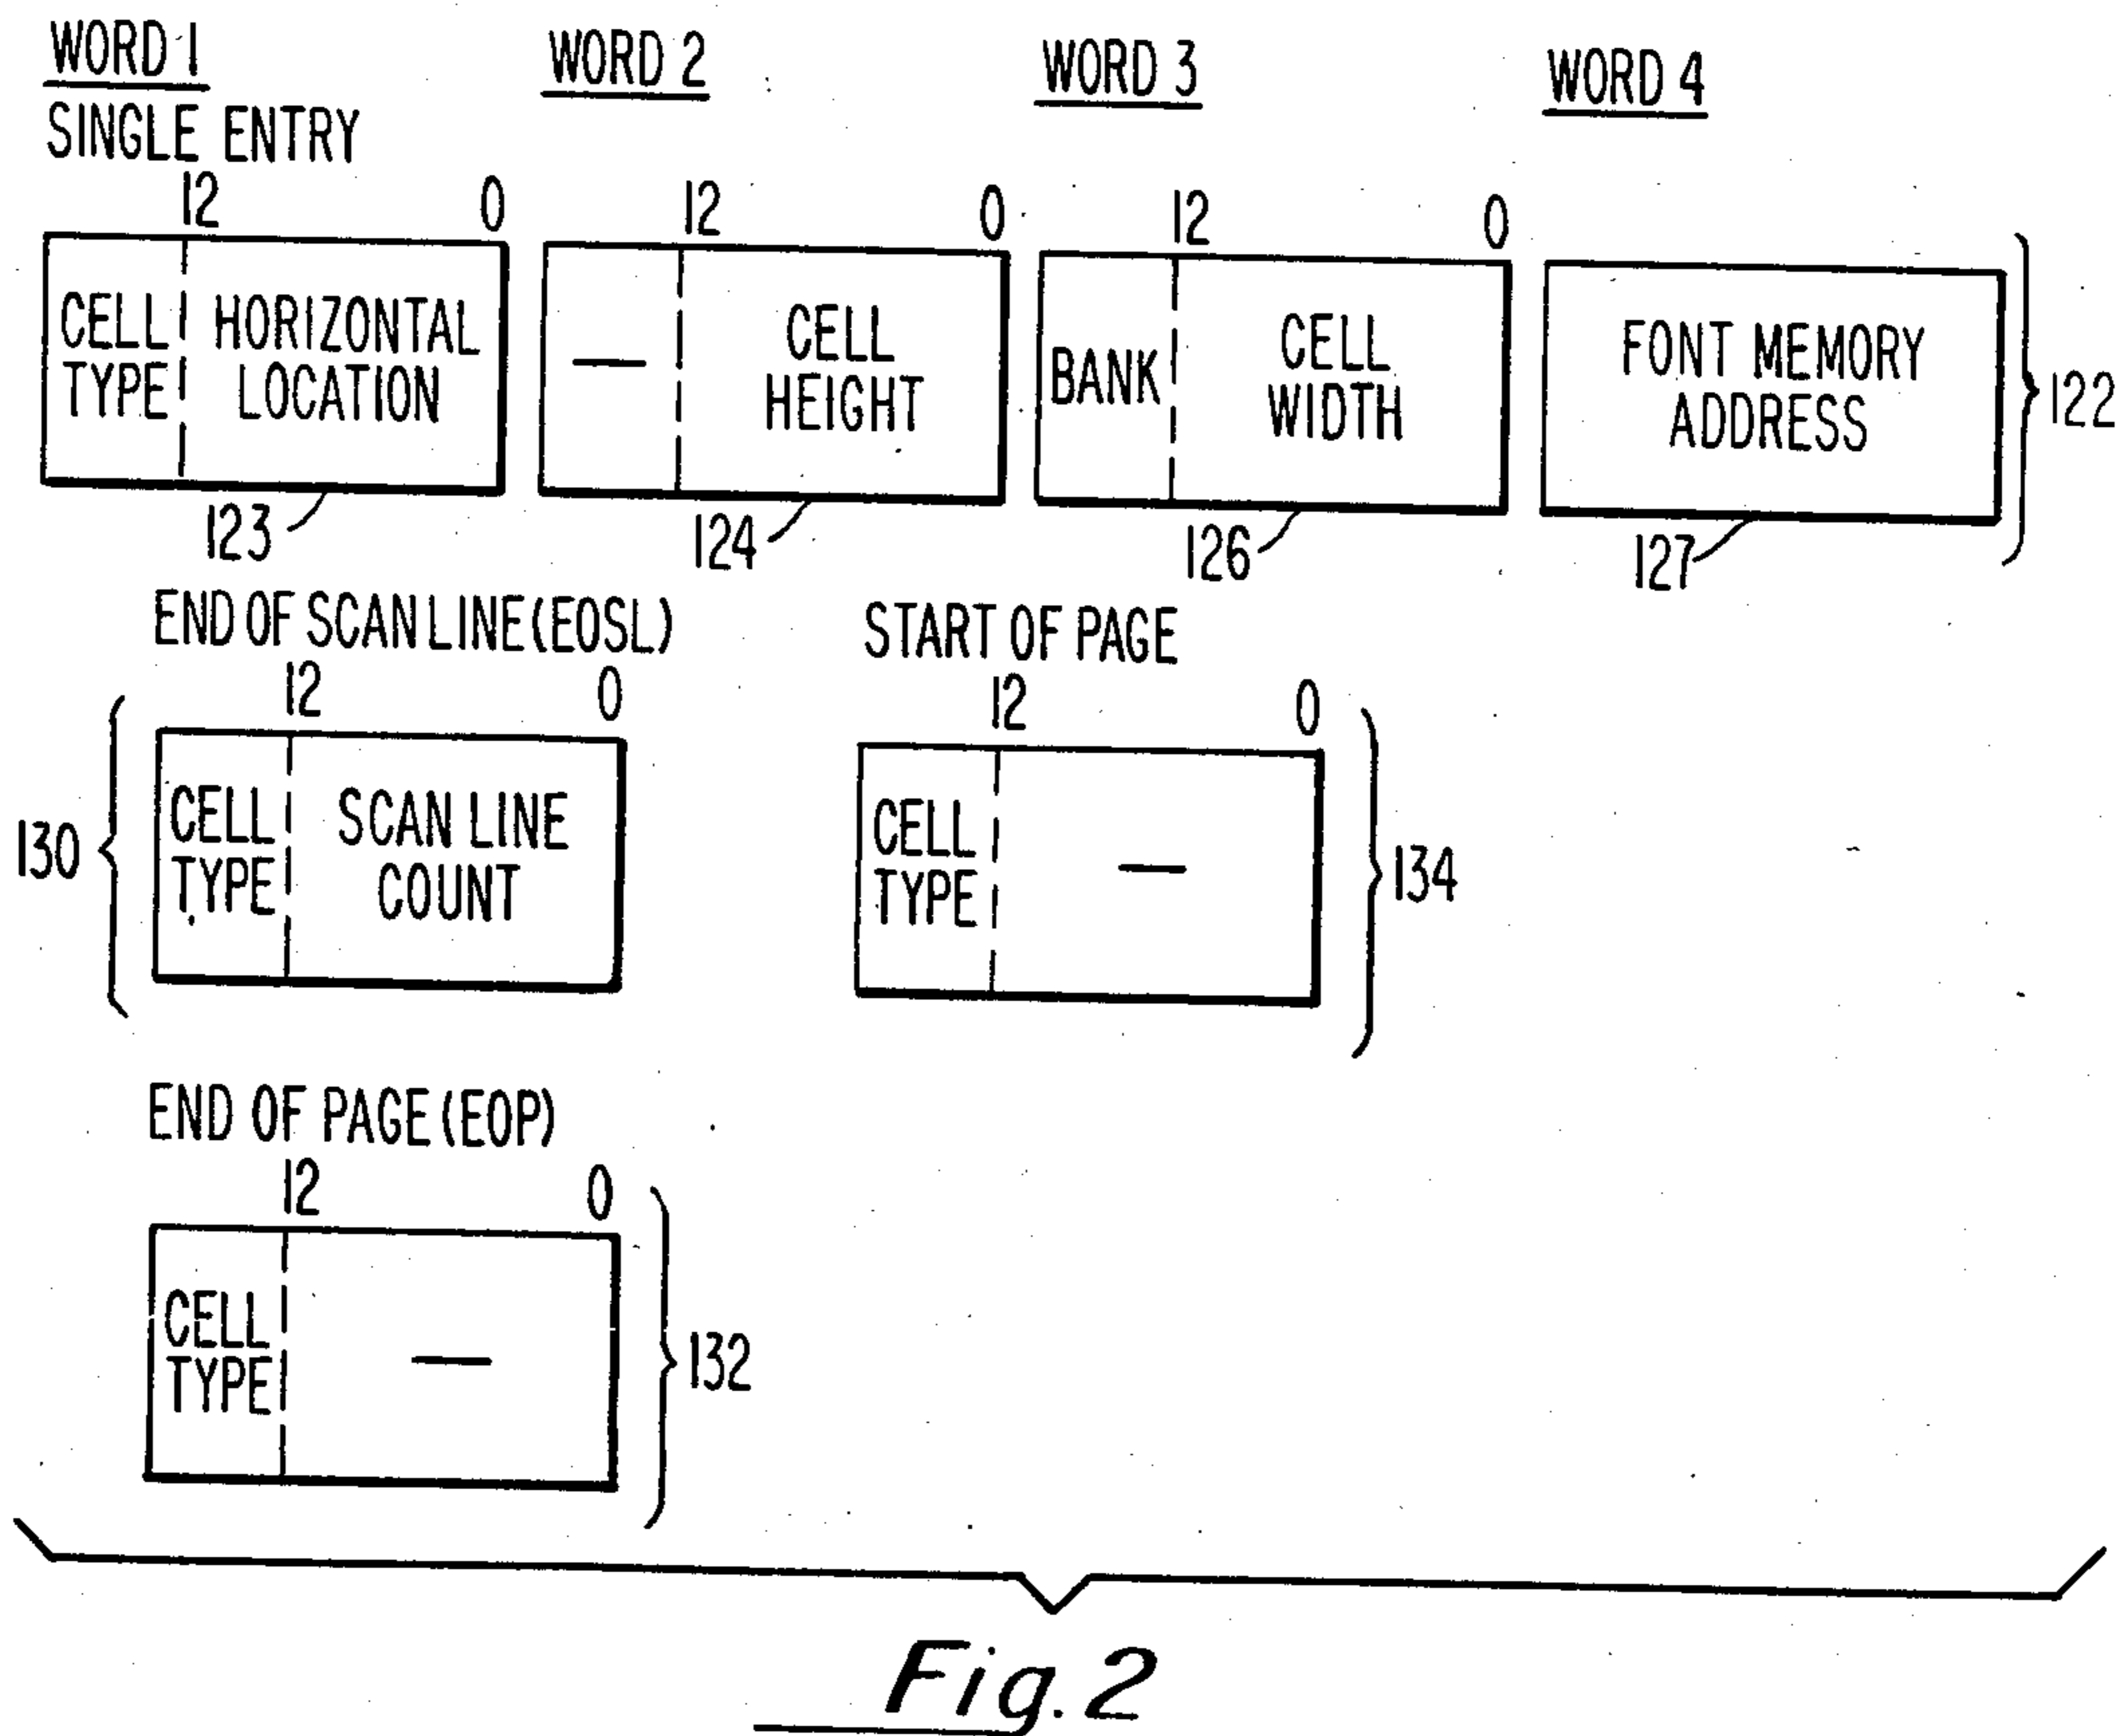 WORD 1 WORD 2 WORD 3 WORD 4
SINGLE ENTRY
12 0 12 0 12 0
CELL TYPE HORIZONTAL LOCATION — CELL HEIGHT BANK CELL WIDTH FONT MEMORY ADDRESS 122
123 124 126 127
END OF SCAN LINE (EOSL) START OF PAGE
12 0 12 0
130 CELL TYPE SCAN LINE COUNT CELL TYPE — 134
END OF PAGE (EOP)
12 0
CELL TYPE — 132
Fig. 2